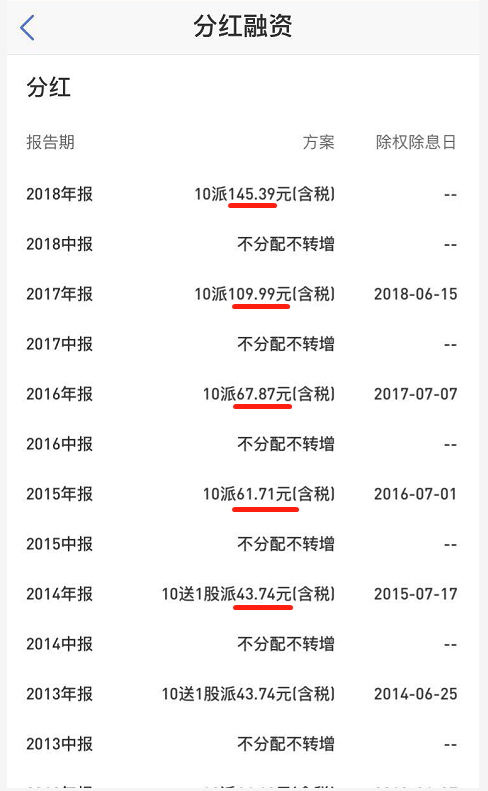 分红融资
分红
报告期 方案 除权除息日
2018年报 10派145.39元(含税) --
2018中报 不分配不转增 --
2017年报 10派109.99元(含税) 2018-06-15
2017中报 不分配不转增 --
2016年报 10派67.87元(含税) 2017-07-07
2016中报 不分配不转增 --
2015年报 10派61.71元(含税) 2016-07-01
2015中报 不分配不转增 --
2014年报 10送1股派43.74元(含税) 2015-07-17
2014中报 不分配不转增 --
2013年报 10送1股派43.74元(含税) 2014-06-25
2013中报 不分配不转增 --